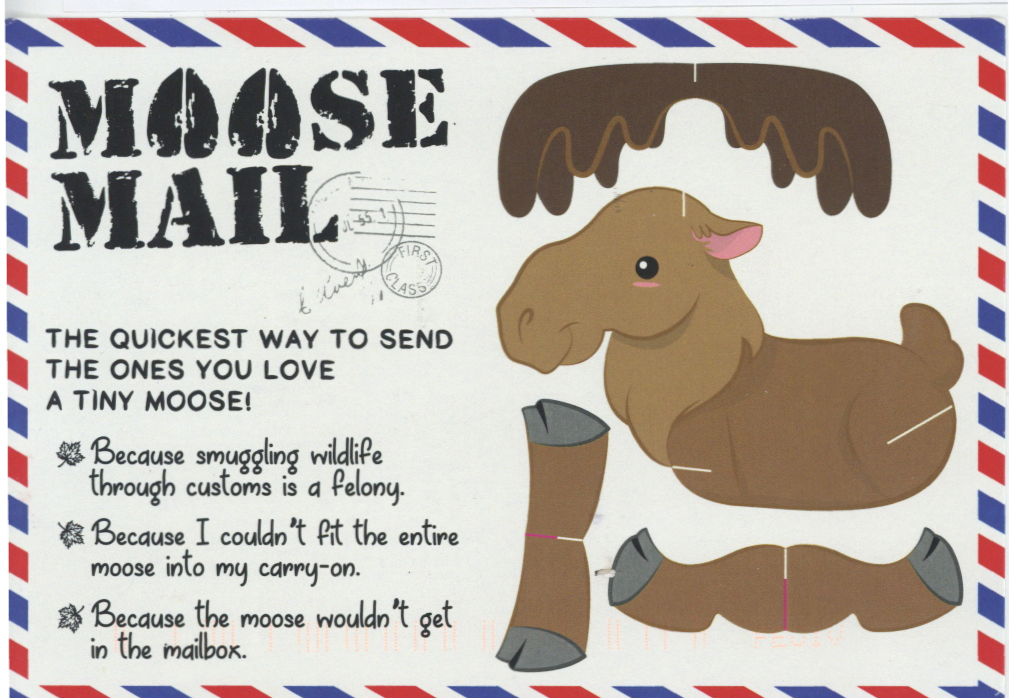 MOOSE
MAIL
FIRST
CLASS
THE QUICKEST WAY TO SEND
THE ONES YOU LOVE
A TINY MOOSE!
Because smuggling wildlife
through customs is a felony.
Because I couldn't fit the entire
moose into my carry-on.
Because the moose wouldn't get
in the mailbox.